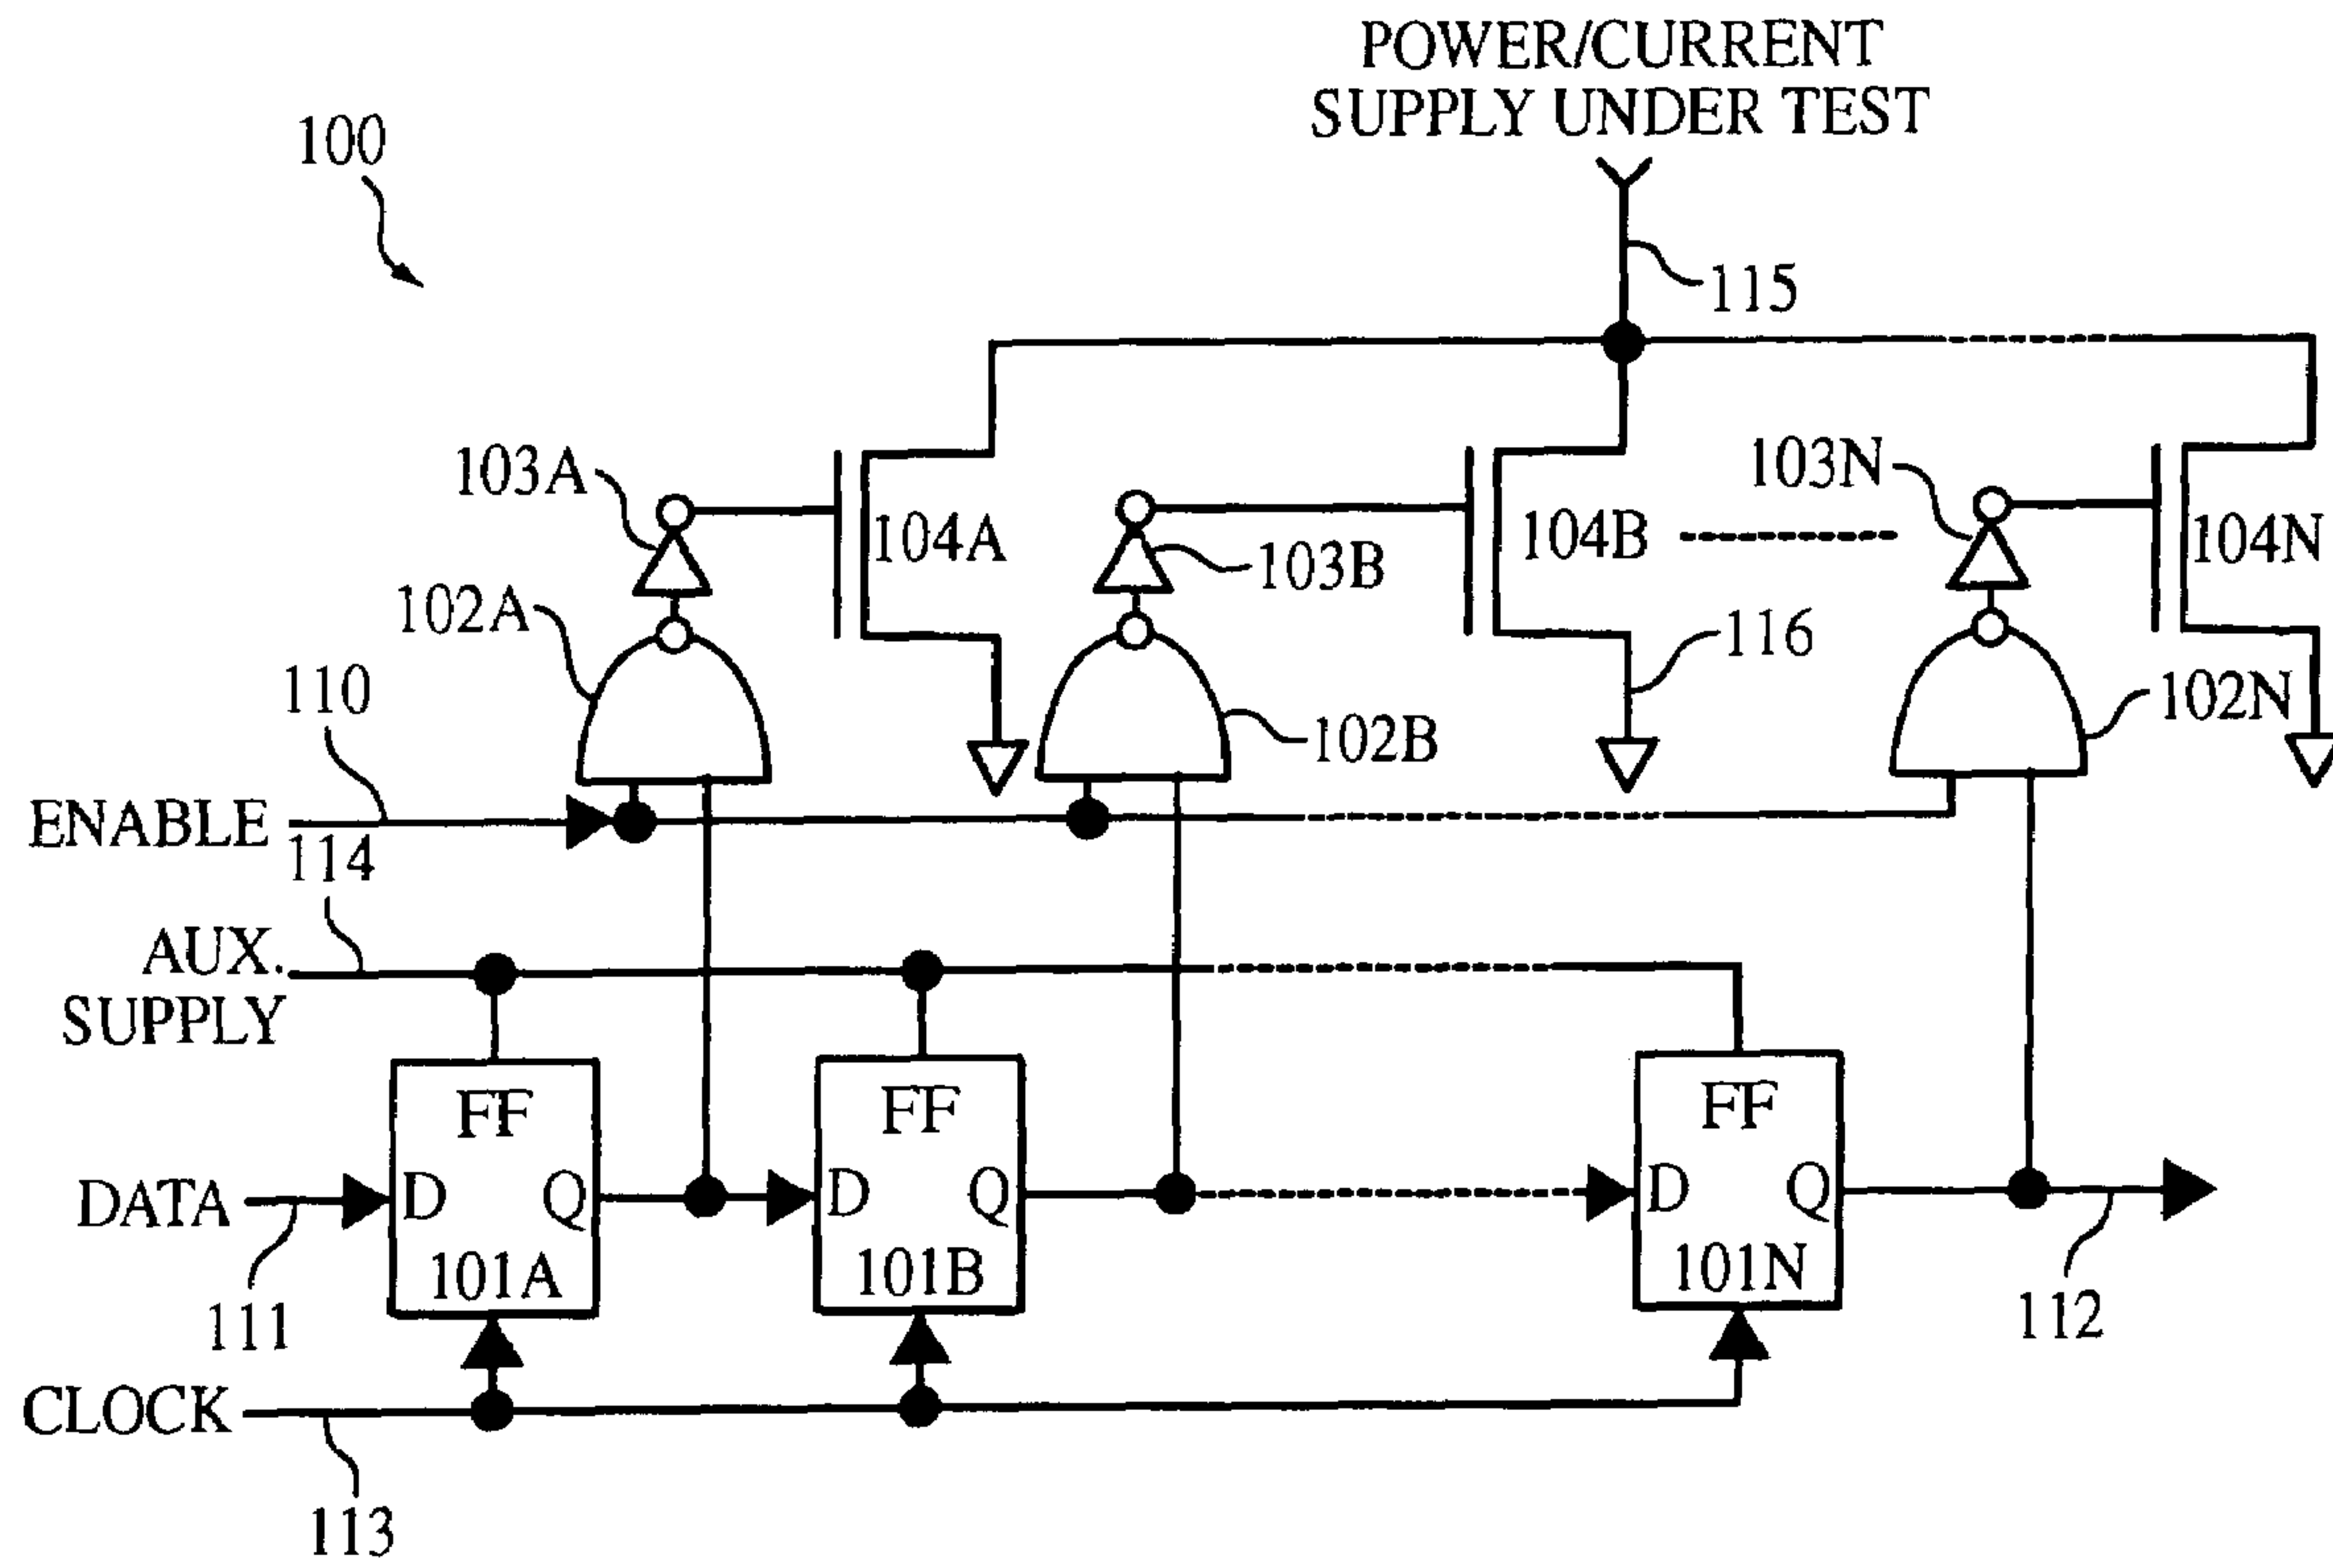 POWER/CURRENT
SUPPLY UNDER TEST
100
115
103A
104A
103B
104B
103N
104N
102A
116
110
102B
102N
ENABLE
114
AUX.
SUPPLY
FF
FF
FF
DATA
D
Q
D
Q
D
Q
101A
101B
101N
111
112
CLOCK
113